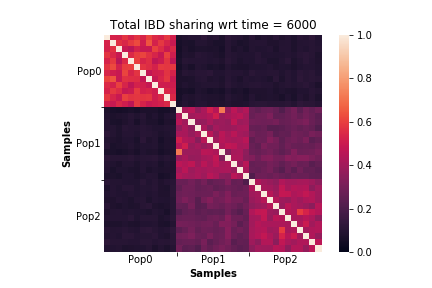 Total IBD sharing wrt time = 6000
Pop0
Pop1
Pop2
Samples
Pop0
Pop1
Pop2
Samples
1.0
0.8
0.6
0.4
0.2
0.0